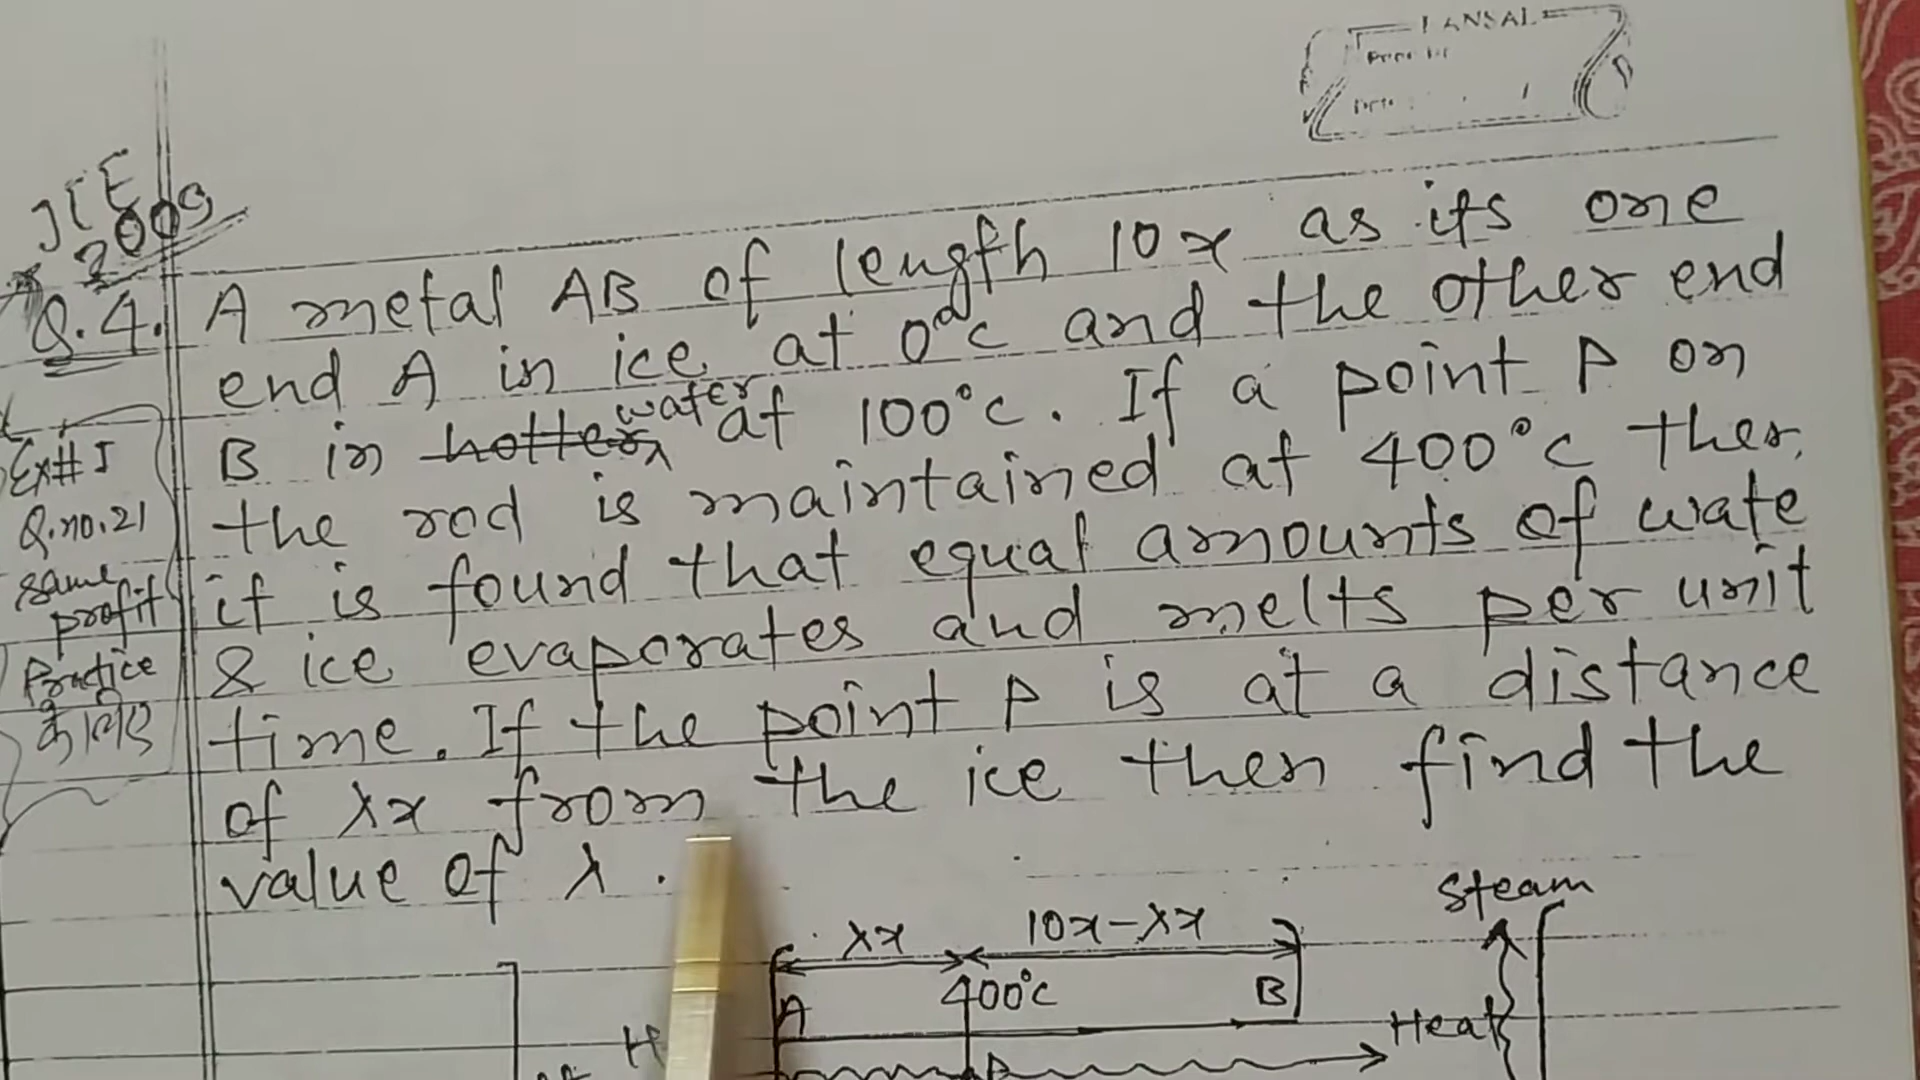 JEE
2009
Q.4. A metal AB of length 10x as its one
end A in ice at 0°c and the other end
B in water at 100°c. If a point P on
the rod is maintained at 400°c then
it is found that equal amounts of wate
& ice evaporates and melts per unit
time. If the point P is at a distance
of λx from the ice then find the
value of λ.
Ex#I
Q.no.21
same
profit
Practice
के लिए
Steam
λx 10x-λx
400°c
A B
Heat
P